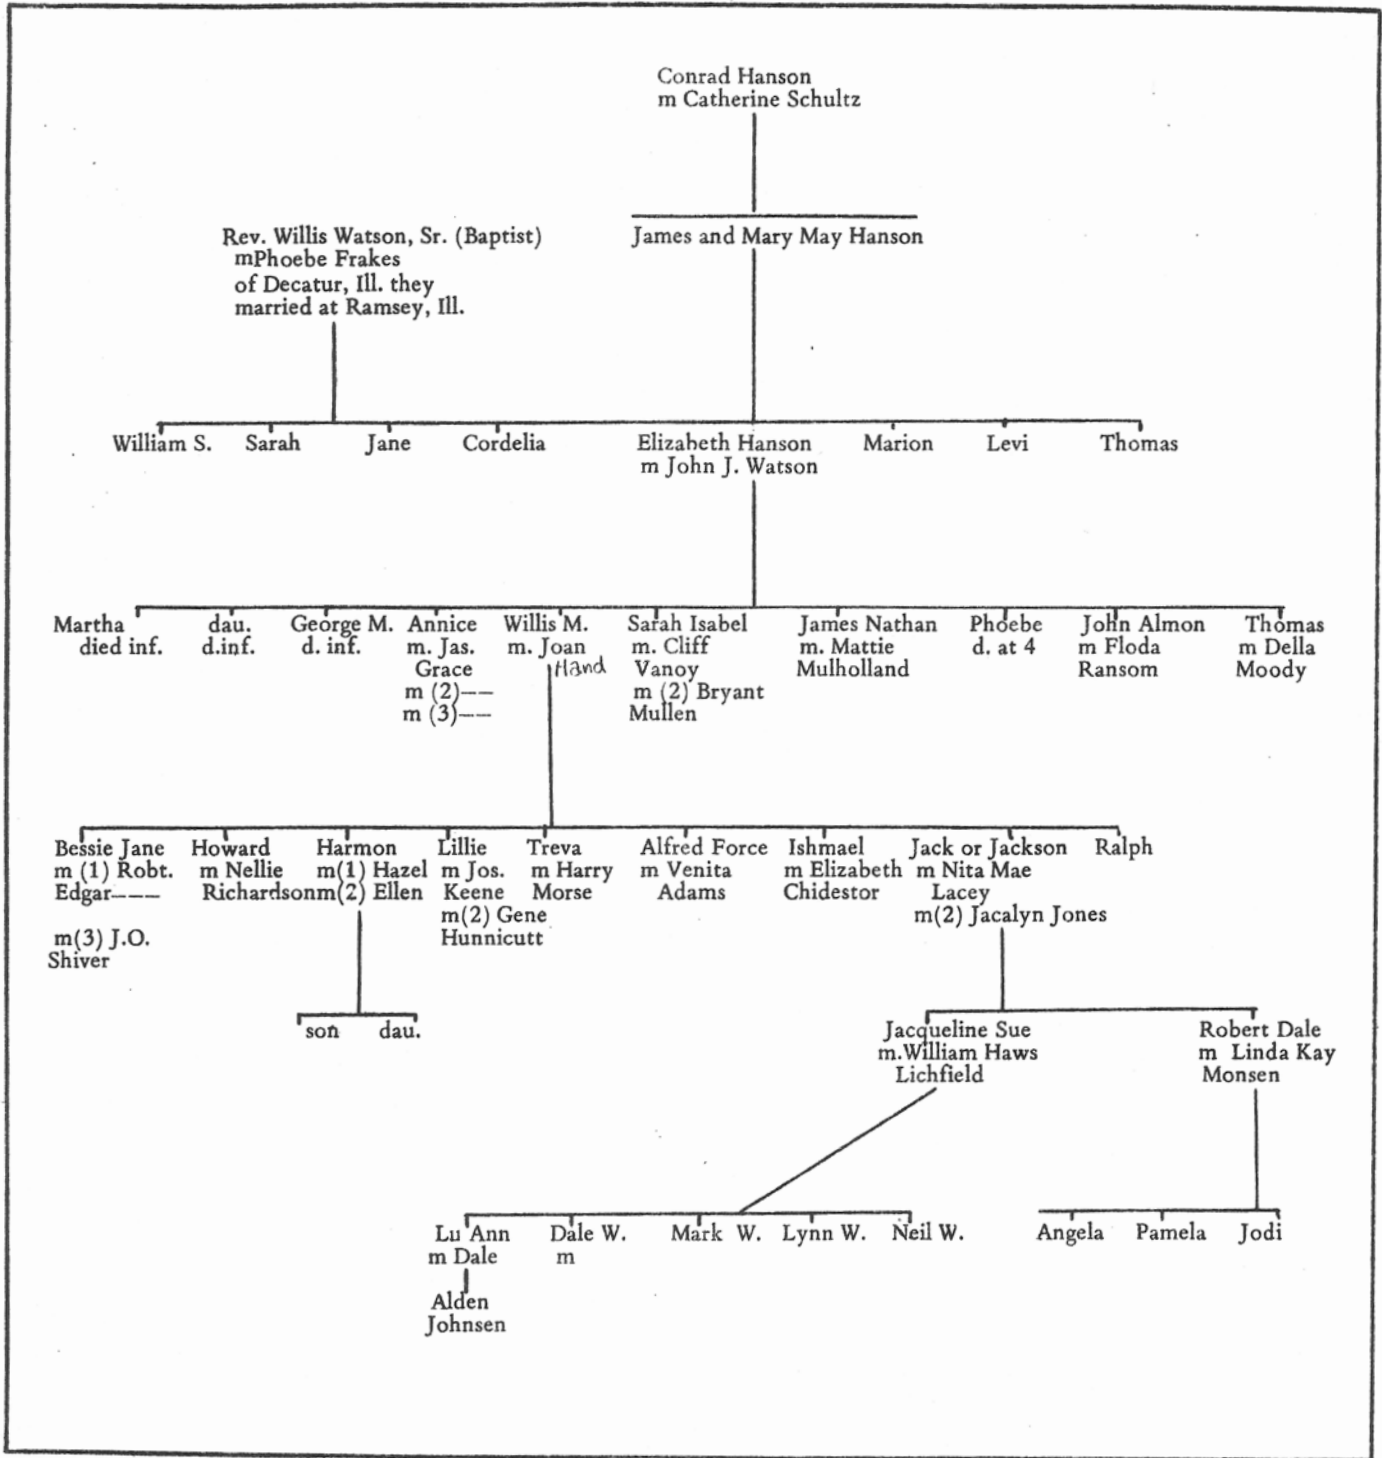 Conrad Hanson
m Catherine Schultz
Rev. Willis Watson, Sr. (Baptist)
mPhoebe Frakes
of Decatur, Ill. they
married at Ramsey, Ill.
James and Mary May Hanson
William S.
Sarah
Jane
Cordelia
Elizabeth Hanson
m John J. Watson
Marion
Levi
Thomas
Martha
died inf.
dau.
d.inf.
George M.
d. inf.
Annice
m. Jas.
Grace
m (2)––
m (3)––
Willis M.
m. Joan
Hand
Sarah Isabel
m. Cliff
Vanoy
m (2) Bryant
Mullen
James Nathan
m. Mattie
Mulholland
Phoebe
d. at 4
John Almon
m Floda
Ransom
Thomas
m Della
Moody
Bessie Jane
m (1) Robt.
Edgar–––
m(3) J.O.
Shiver
Howard
m Nellie
Richardson
Harmon
m(1) Hazel
m(2) Ellen
Lillie
m Jos.
Keene
m(2) Gene
Hunnicutt
Treva
m Harry
Morse
Alfred Force
m Venita
Adams
Ishmael
m Elizabeth
Chidestor
Jack or Jackson
m Nita Mae
Lacey
m(2) Jacalyn Jones
Ralph
son
dau.
Jacqueline Sue
m.William Haws
Lichfield
Robert Dale
m Linda Kay
Monsen
Lu Ann
m Dale
Alden
Johnsen
Dale W.
m
Mark W.
Lynn W.
Neil W.
Angela
Pamela
Jodi